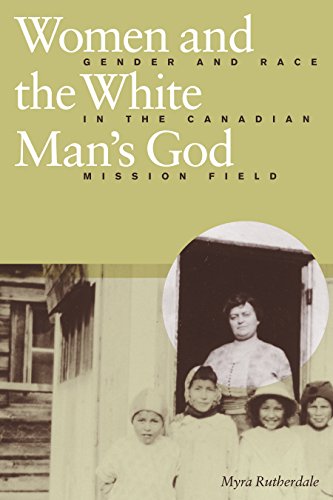 Women and
GENDER AND RACE
the White
IN THE CANADIAN
Man's God
MISSION FIELD
Myra Rutherdale